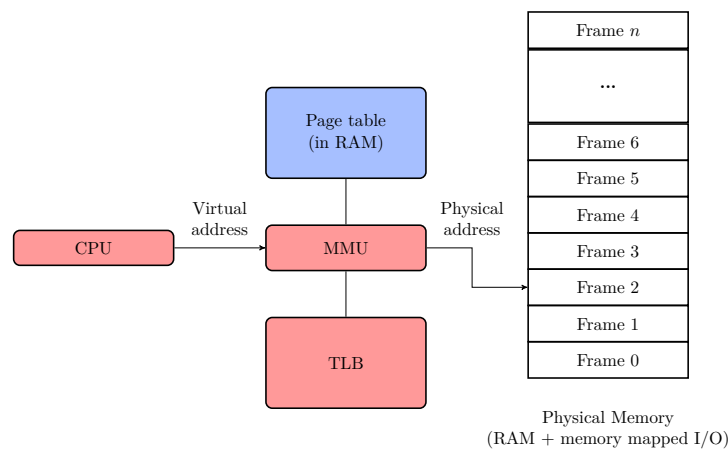 Frame n
...
Page table
(in RAM)
Frame 6
Frame 5
Virtual
address
Physical
address
Frame 4
CPU
MMU
Frame 3
Frame 2
Frame 1
TLB
Frame 0
Physical Memory
(RAM + memory mapped I/O)